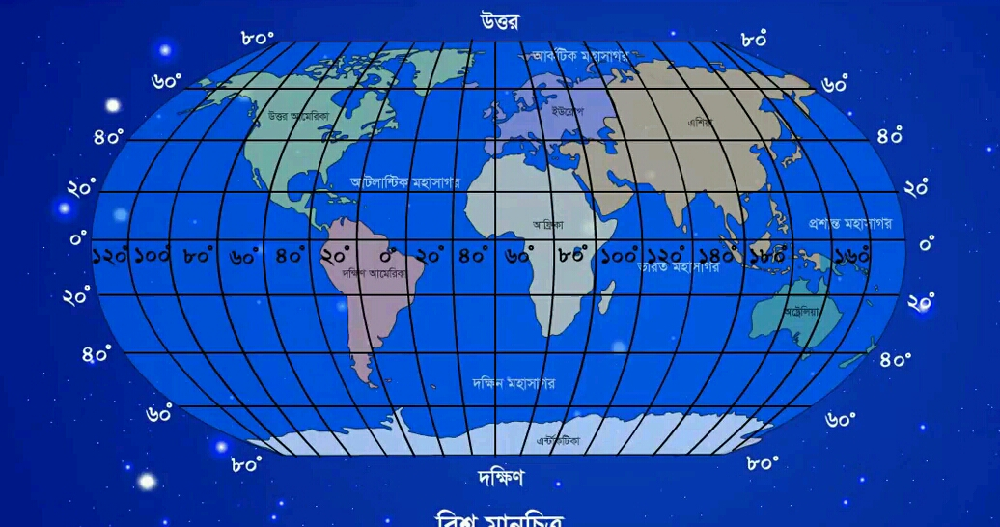 উত্তর
৮০° ৮০°
আর্কটিক মহাসাগর
৬০° ৬০°
উত্তর আমেরিকা ইউরোপ এশিয়া
৪০° ৪০°
আটলান্টিক মহাসাগর
২০° ২০°
আফ্রিকা প্রশান্ত মহাসাগর
০° ০°
১২০° ১০০° ৮০° ৬০° ৪০° ২০° ০° ২০° ৪০° ৬০° ৮০° ১০০° ১২০° ১৪০° ১৮০° ১৬০°
ভারত মহাসাগর
দক্ষিণ আমেরিকা
২০° ২০°
অস্ট্রেলিয়া
৪০° ৪০°
দক্ষিন মহাসাগর
৬০° ৬০°
এন্টার্কটিকা
৮০° ৮০°
দক্ষিণ
বিশ্ব মানচিত্র